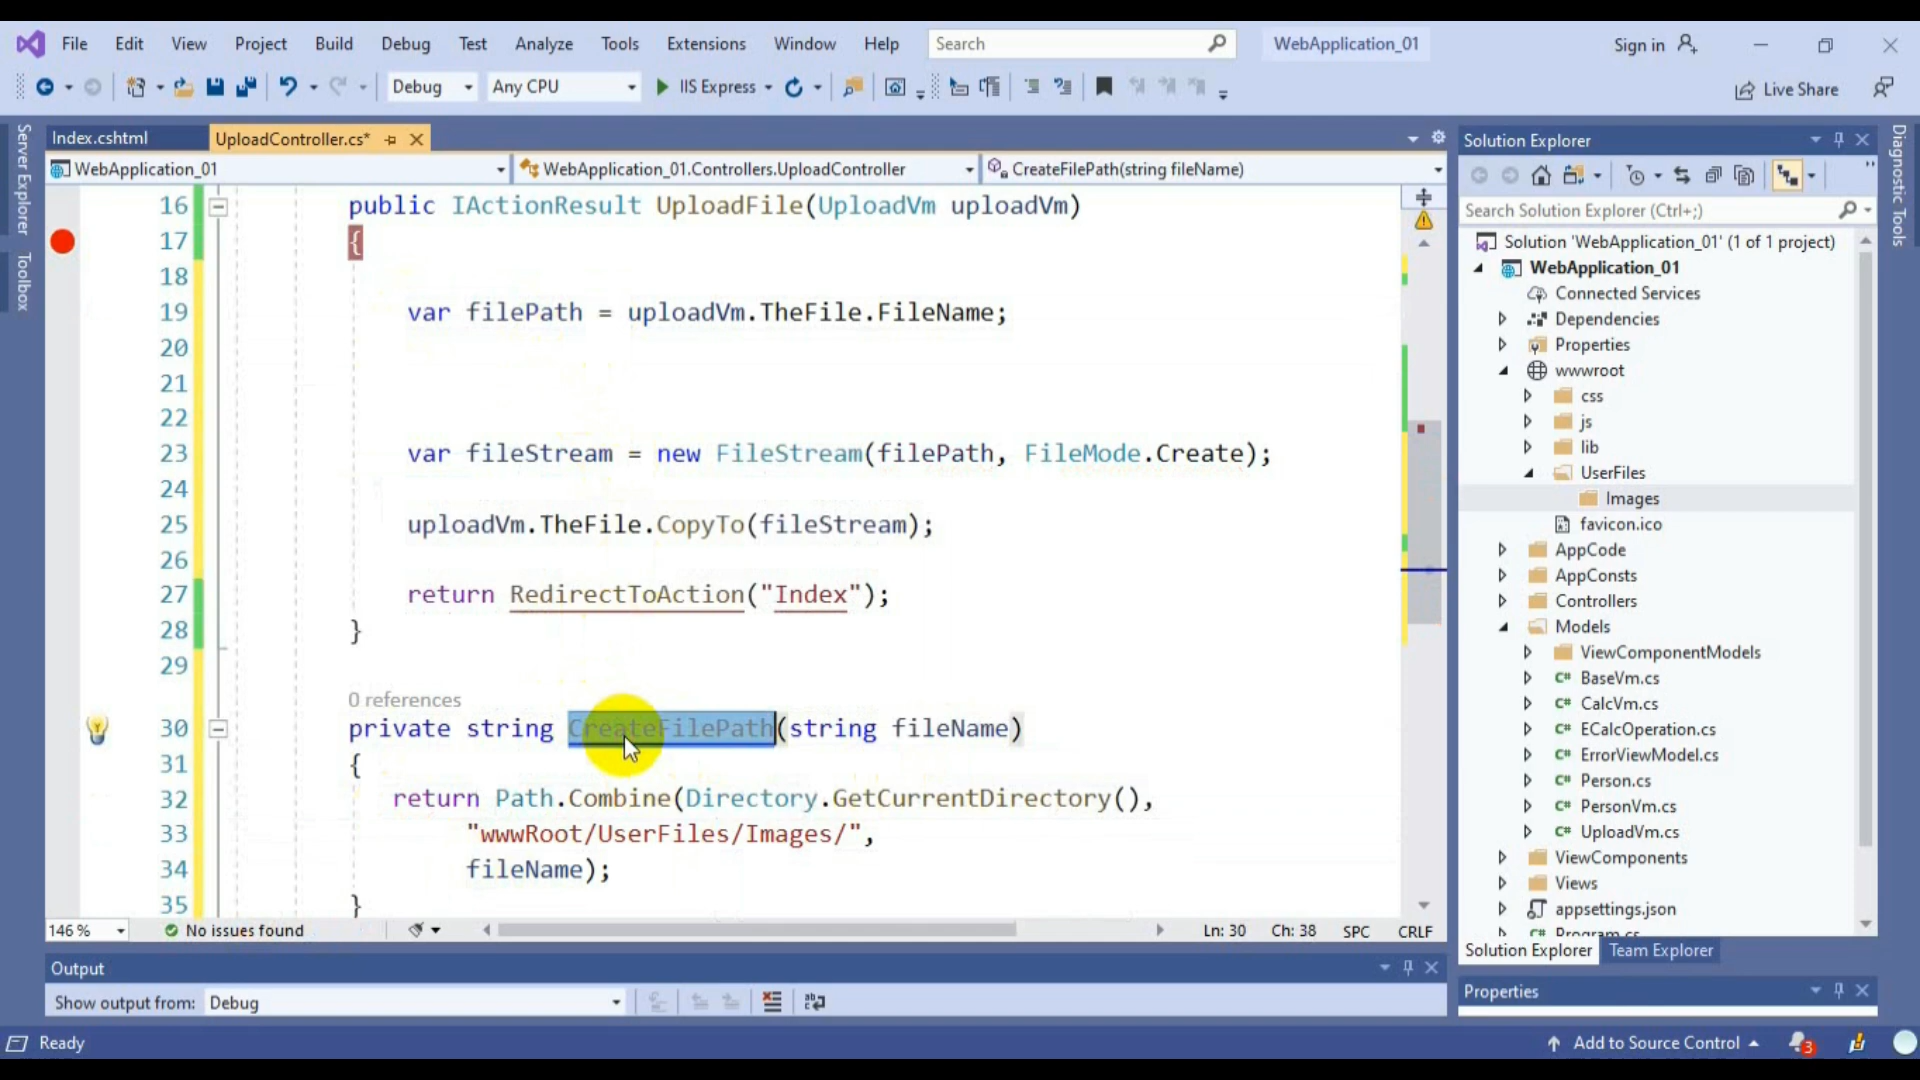 File Edit View Project Build Debug Test Analyze Tools Extensions Window Help Search WebApplication_01 Sign in
Debug Any CPU IIS Express Live Share
Server Explorer
Toolbox
Index.cshtml UploadController.cs*
WebApplication_01 WebApplication_01.Controllers.UploadController CreateFilePath(string fileName)
16 public IActionResult UploadFile(UploadVm uploadVm)
17 {
18
19 var filePath = uploadVm.TheFile.FileName;
20
21
22
23 var fileStream = new FileStream(filePath, FileMode.Create);
24
25 uploadVm.TheFile.CopyTo(fileStream);
26
27 return RedirectToAction("Index");
28 }
29
0 references
30 private string CreateFilePath(string fileName)
31 {
32 return Path.Combine(Directory.GetCurrentDirectory(),
33 "wwwRoot/UserFiles/Images/",
34 fileName);
35 }
146 % No issues found Ln: 30 Ch: 38 SPC CRLF
Output
Show output from: Debug
Solution Explorer
Search Solution Explorer (Ctrl+;)
Solution 'WebApplication_01' (1 of 1 project)
WebApplication_01
Connected Services
Dependencies
Properties
wwwroot
css
js
lib
UserFiles
Images
favicon.ico
AppCode
AppConsts
Controllers
Models
ViewComponentModels
C# BaseVm.cs
C# CalcVm.cs
C# ECalcOperation.cs
C# ErrorViewModel.cs
C# Person.cs
C# PersonVm.cs
C# UploadVm.cs
ViewComponents
Views
appsettings.json
C# Program.cs
Solution Explorer Team Explorer
Properties
Diagnostic Tools
Ready Add to Source Control 3